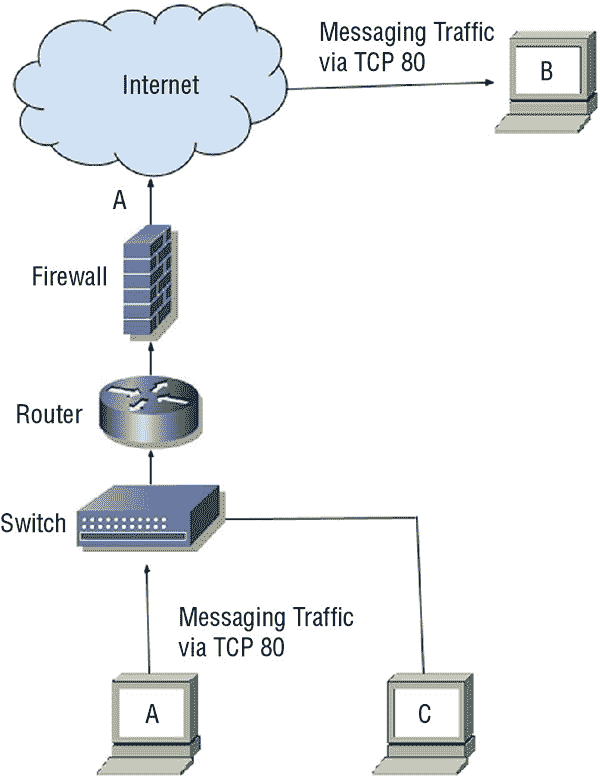 Messaging Traffic
via TCP 80
Internet
B
A
Firewall
Router
Switch
Messaging Traffic
via TCP 80
A
C